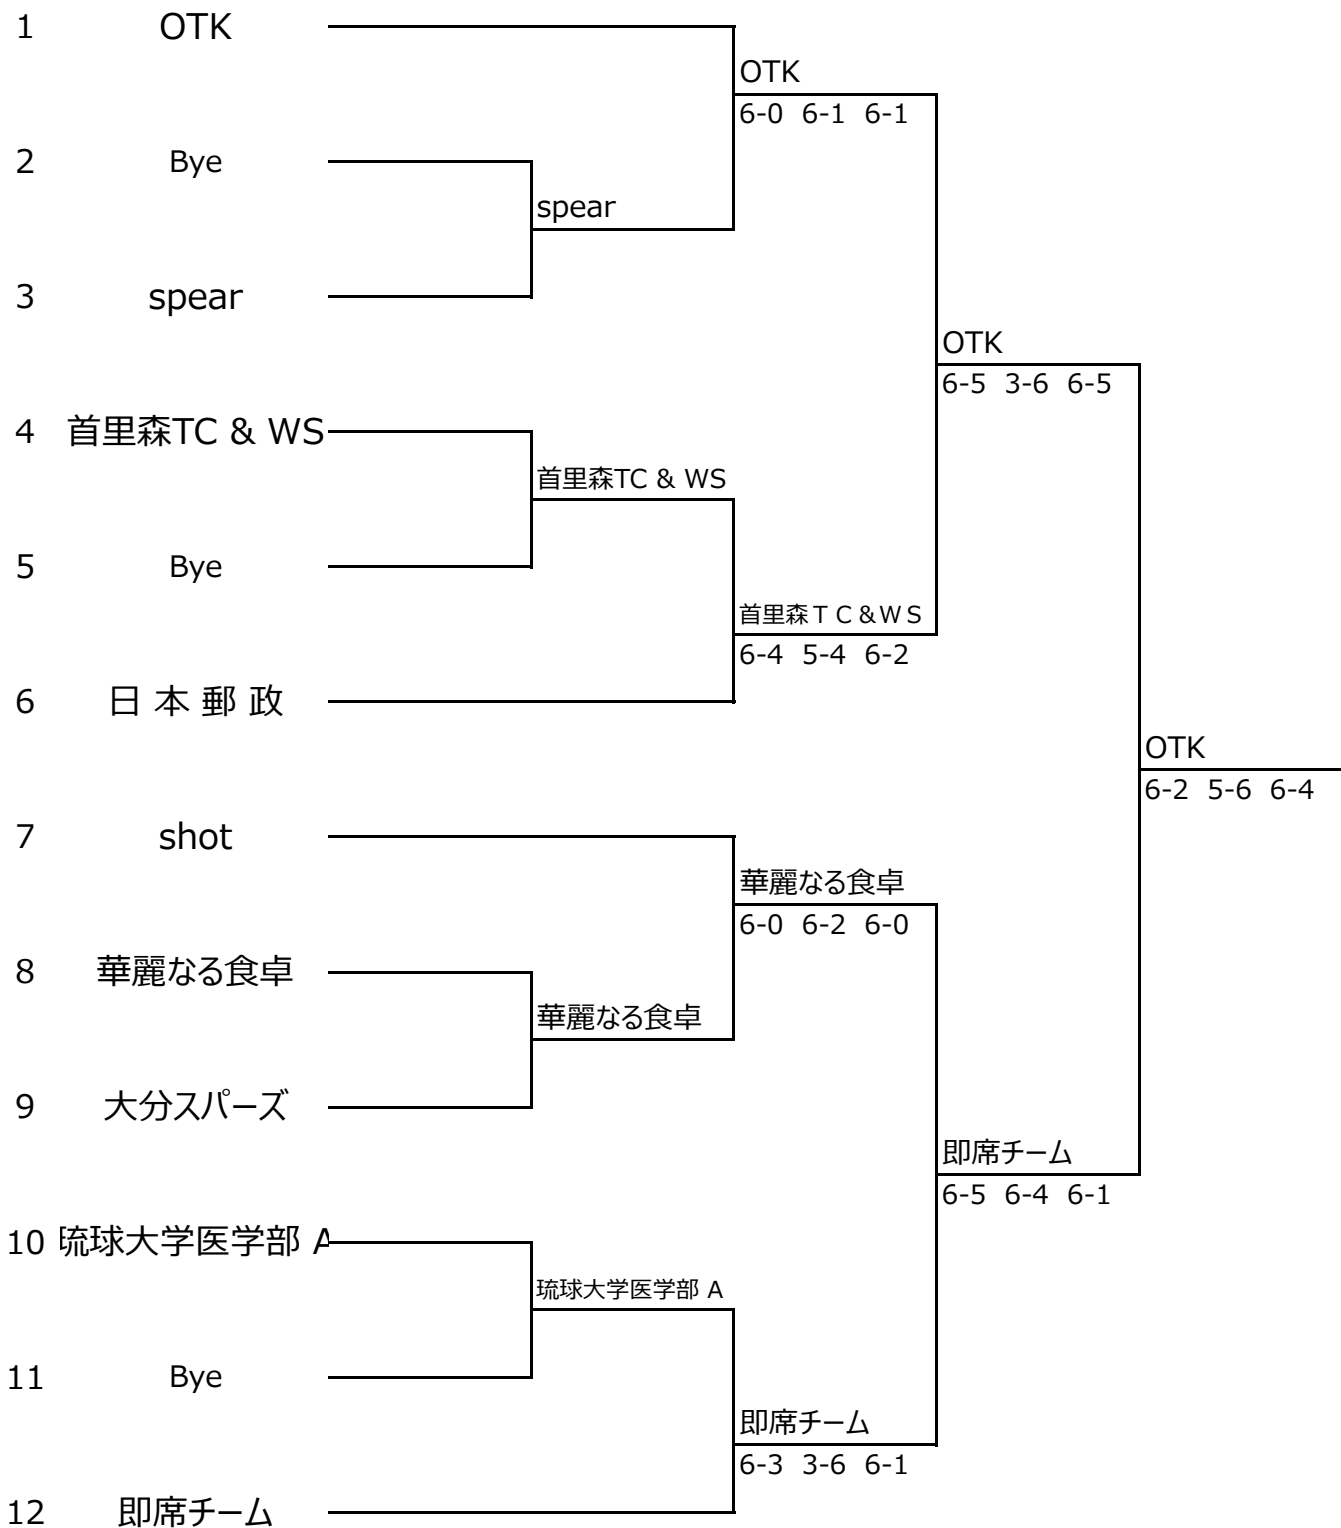 1 OTK
OTK
6-0 6-1 6-1
2 Bye
spear
3 spear
OTK
6-5 3-6 6-5
4 首里森TC & WS
首里森TC & WS
5 Bye
首里森ＴＣ&ＷＳ
6-4 5-4 6-2
6 日 本 郵 政
OTK
6-2 5-6 6-4
7 shot
華麗なる食卓
6-0 6-2 6-0
8 華麗なる食卓
華麗なる食卓
9 大分スパーズ
即席チーム
6-5 6-4 6-1
10 琉球大学医学部 A
琉球大学医学部 A
11 Bye
即席チーム
6-3 3-6 6-1
12 即席チーム